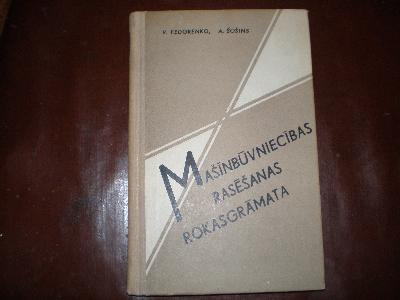 V. FEDORENKO, A. ŠOŠINS
MAŠĪNBŪVNIECĪBAS
RASĒŠANAS
ROKASGRĀMATA